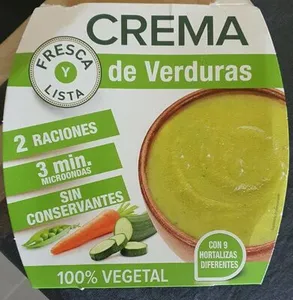 CREMA
FRESCA
Y
LISTA
de Verduras
2 RACIONES
3 min.
MICROONDAS
SIN
CONSERVANTES
CON 9
HORTALIZAS
DIFERENTES
100% VEGETAL